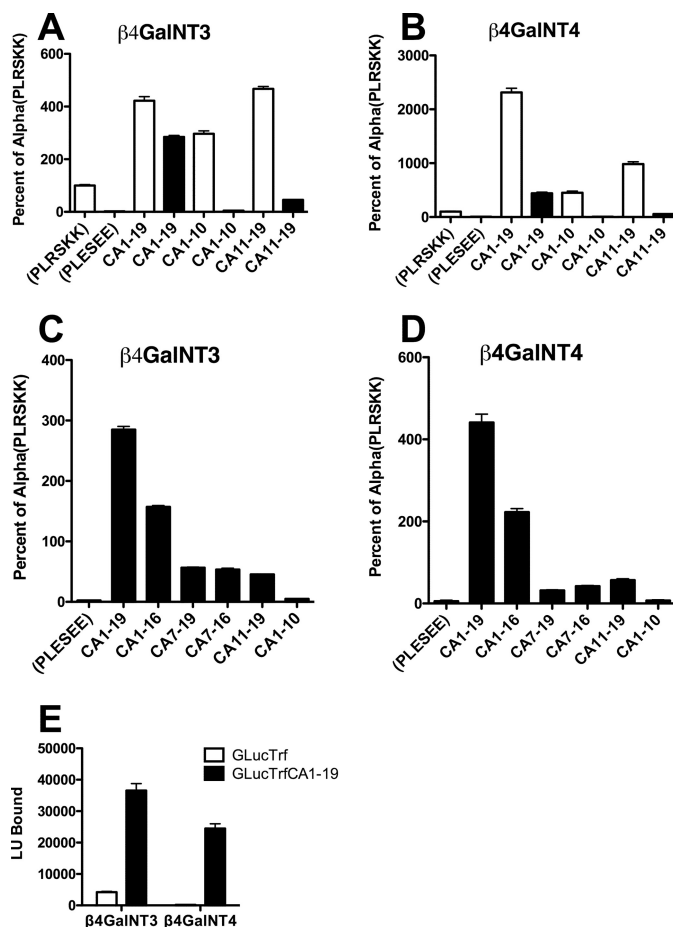 A
β4GalNT3
Percent of Alpha(PLRSKK)
600
400
200
0
(PLRSKK)
(PLESEE)
CA1-19
CA1-19
CA1-10
CA1-10
CA11-19
CA11-19
B
β4GalNT4
Percent of Alpha(PLRSKK)
3000
2000
1000
0
(PLRSKK)
(PLESEE)
CA1-19
CA1-19
CA1-10
CA1-10
CA11-19
CA11-19
C
β4GalNT3
Percent of Alpha(PLRSKK)
400
300
200
100
0
(PLESEE)
CA1-19
CA1-16
CA7-19
CA7-16
CA11-19
CA1-10
D
β4GalNT4
Percent of Alpha(PLRSKK)
600
400
200
0
(PLESEE)
CA1-19
CA1-16
CA7-19
CA7-16
CA11-19
CA1-10
E
LU Bound
50000
40000
30000
20000
10000
0
GLucTrf
GLucTrfCA1-19
β4GalNT3
β4GalNT4